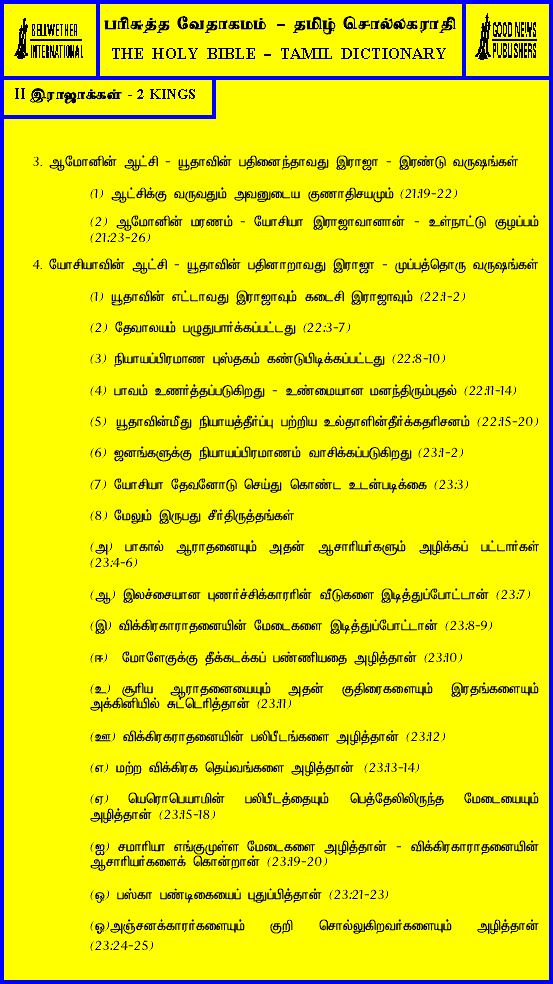 BELLWETHER
INTERNATIONAL
பரிசுத்த வேதாகமம் – தமிழ் சொல்லகராதி
THE HOLY BIBLE – TAMIL DICTIONARY
GOOD NEWS
PUBLISHERS
II இராஜாக்கள் - 2 KINGS
3. ஆமோனின் ஆட்சி - யூதாவின் பதினைந்தாவது இராஜா - இரண்டு வருஷங்கள்
(1) ஆட்சிக்கு வருவதும் அவனுடைய குணாதிசயமும் (21:19-22)
(2) ஆமோனின் மரணம் - யோசியா இராஜாவானான் - உள்நாட்டு குழப்பம்
(21:23-26)
4. யோசியாவின் ஆட்சி - யூதாவின் பதினாறாவது இராஜா - முப்பத்தொரு வருஷங்கள்
(1) யூதாவின் எட்டாவது இராஜாவும் கடைசி இராஜாவும் (22:1-2)
(2) தேவாலயம் பழுதுபார்க்கப்பட்டது (22:3-7)
(3) நியாயப்பிரமாண புஸ்தகம் கண்டுபிடிக்கப்பட்டது (22:8-10)
(4) பாவம் உணர்த்தப்படுகிறது - உண்மையான மனந்திரும்புதல் (22:11-14)
(5) யூதாவின்மீது நியாயத்தீர்ப்பு பற்றிய உல்தாளின்தீர்க்கதரிசனம் (22:15-20)
(6) ஜனங்களுக்கு நியாயப்பிரமாணம் வாசிக்கப்படுகிறது (23:1-2)
(7) யோசியா தேவனோடு செய்து கொண்ட உடன்படிக்கை (23:3)
(8) மேலும் இருபது சீர்திருத்தங்கள்
(அ) பாகால் ஆராதனையும் அதன் ஆசாரியர்களும் அழிக்கப் பட்டார்கள்
(23:4-6)
(ஆ) இலச்சையான புணர்ச்சிக்காரரின் வீடுகளை இடித்துப்போட்டான் (23:7)
(இ) விக்கிரகாராதனையின் மேடைகளை இடித்துப்போட்டான் (23:8-9)
(ஈ) மோளேகுக்கு தீக்கடக்கப் பண்ணியதை அழித்தான் (23:10)
(உ) சூரிய ஆராதனையையும் அதன் குதிரைகளையும் இரதங்களையும்
அக்கினியில் சுட்டெரித்தான் (23:11)
(ஊ) விக்கிரகராதனையின் பலிபீடங்களை அழித்தான் (23:12)
(எ) மற்ற விக்கிரக தெய்வங்களை அழித்தான் (23:13-14)
(ஏ) யெரொபெயாமின் பலிபீடத்தையும் பெத்தேலிலிருந்த மேடையையும்
அழித்தான் (23:15-18)
(ஐ) சமாரியா எங்குமுள்ள மேடைகளை அழித்தான் - விக்கிரகாராதனையின்
ஆசாரியர்களைக் கொன்றான் (23:19-20)
(ஒ) பஸ்கா பண்டிகையைப் புதுப்பித்தான் (23:21-23)
(ஓ)அஞ்சனக்காரர்களையும் குறி சொல்லுகிறவர்களையும் அழித்தான்
(23:24-25)